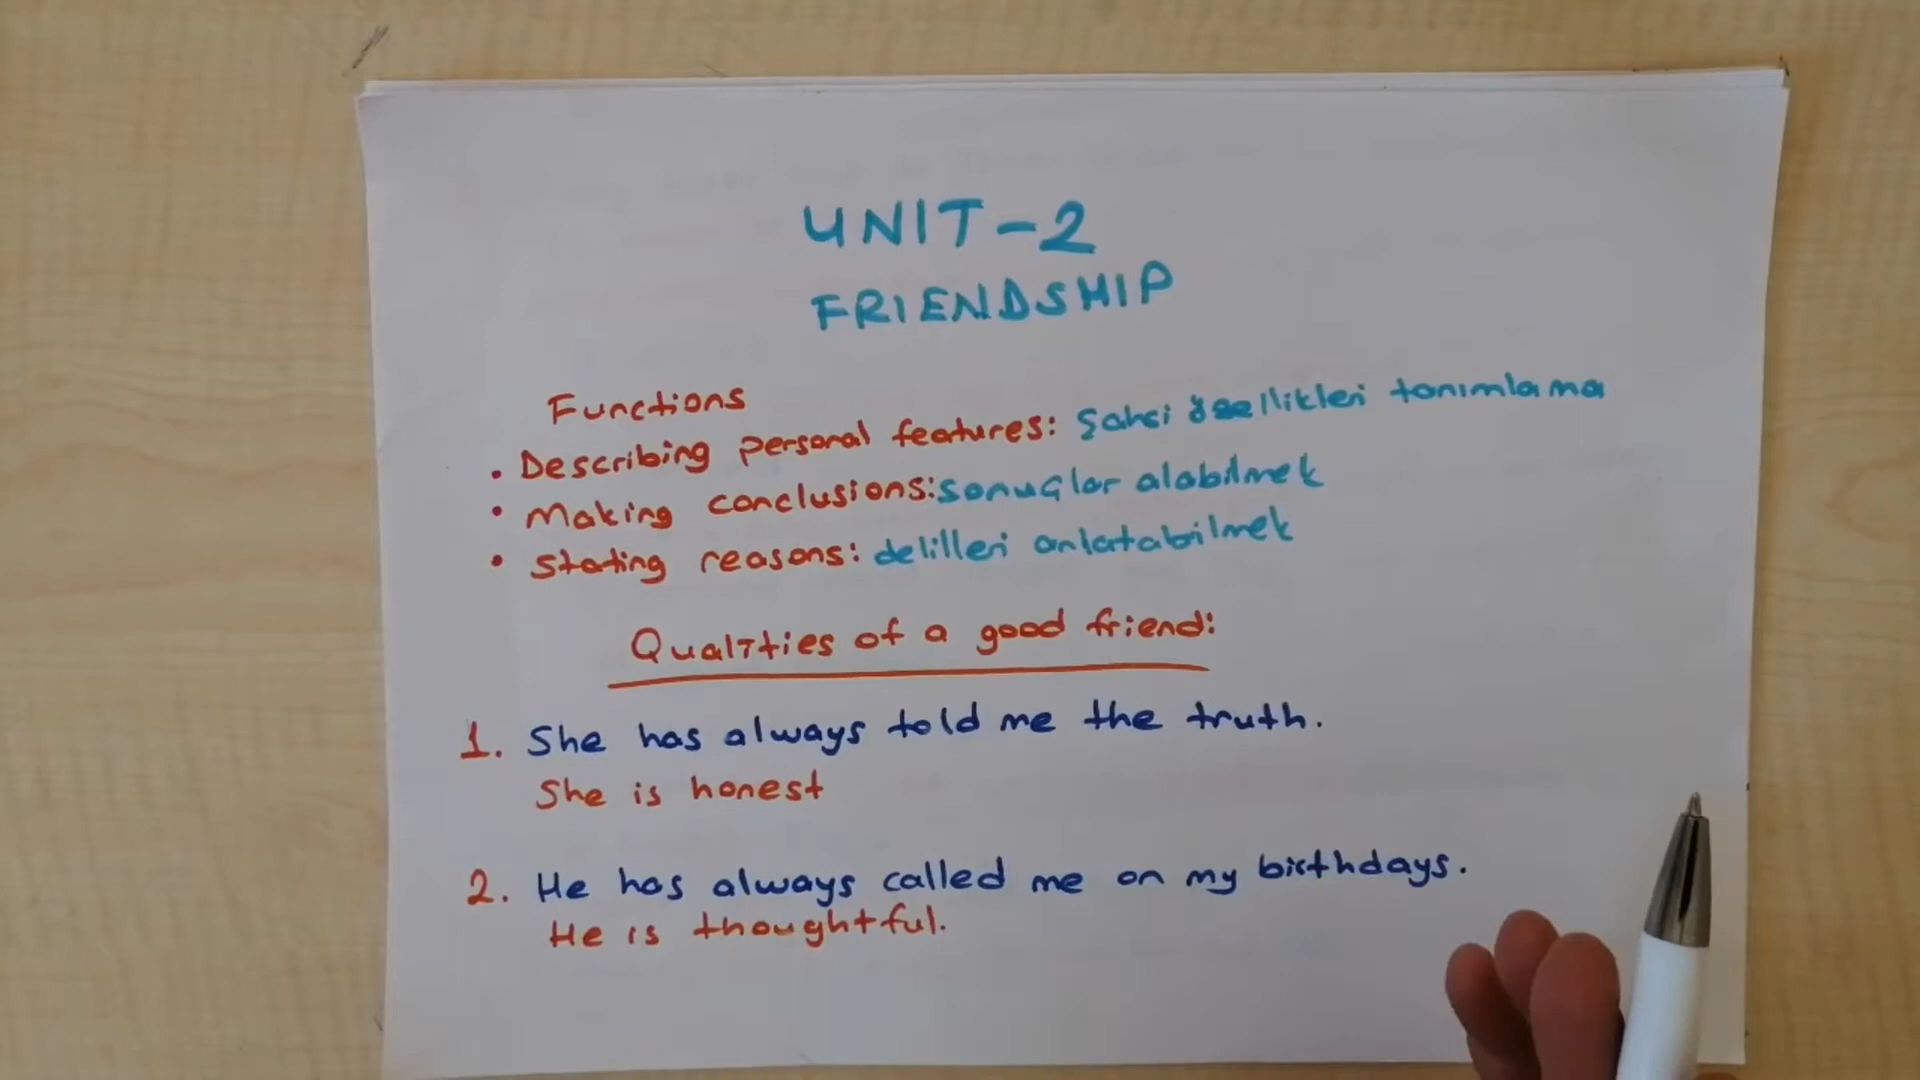 UNIT-2
FRIENDSHIP
Functions
• Describing personal features: Şahsi özellikleri tanımlama
• Making conclusions: sonuçlar alabilmek
• Stating reasons: delilleri anlatabilmek
Qualities of a good friend:
1. She has always told me the truth.
She is honest
2. He has always called me on my birthdays.
He is thoughtful.